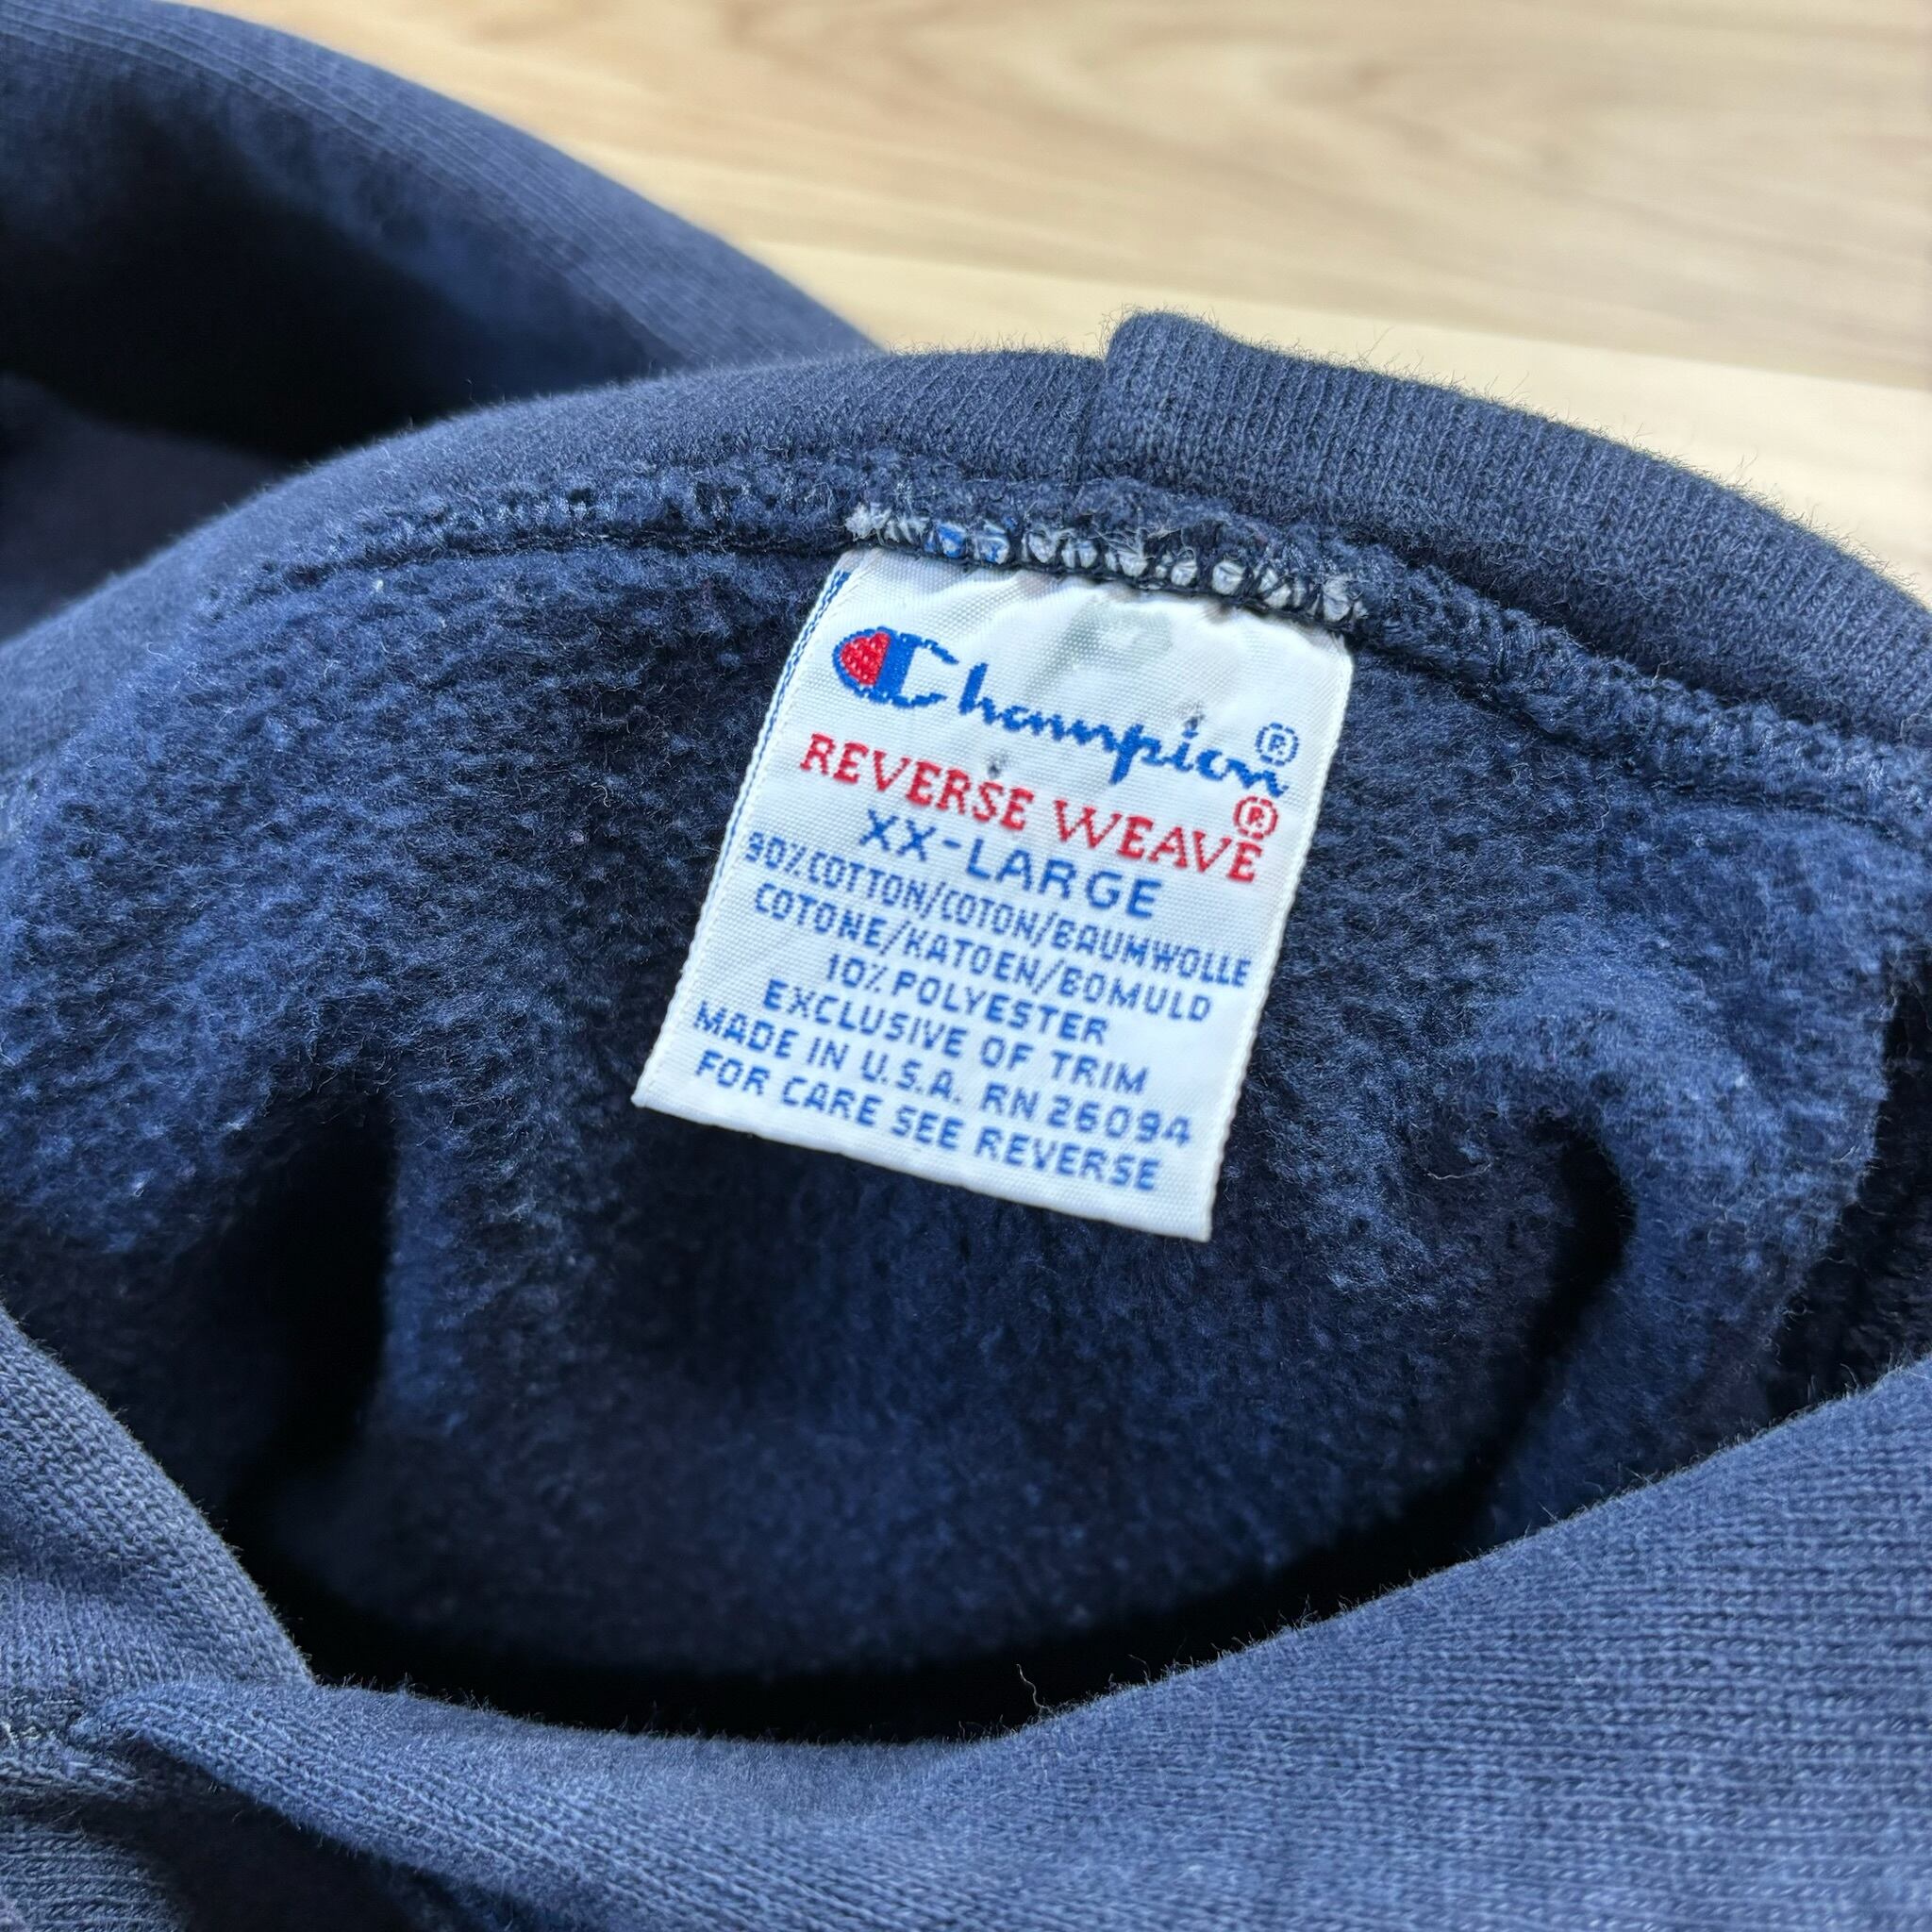 Champion®
REVERSE WEAVE®
XX-LARGE
90% COTTON/COTON/BAUMWOLLE
COTONE/KATOEN/BOMULD
10% POLYESTER
EXCLUSIVE OF TRIM
MADE IN U.S.A. RN 26094
FOR CARE SEE REVERSE